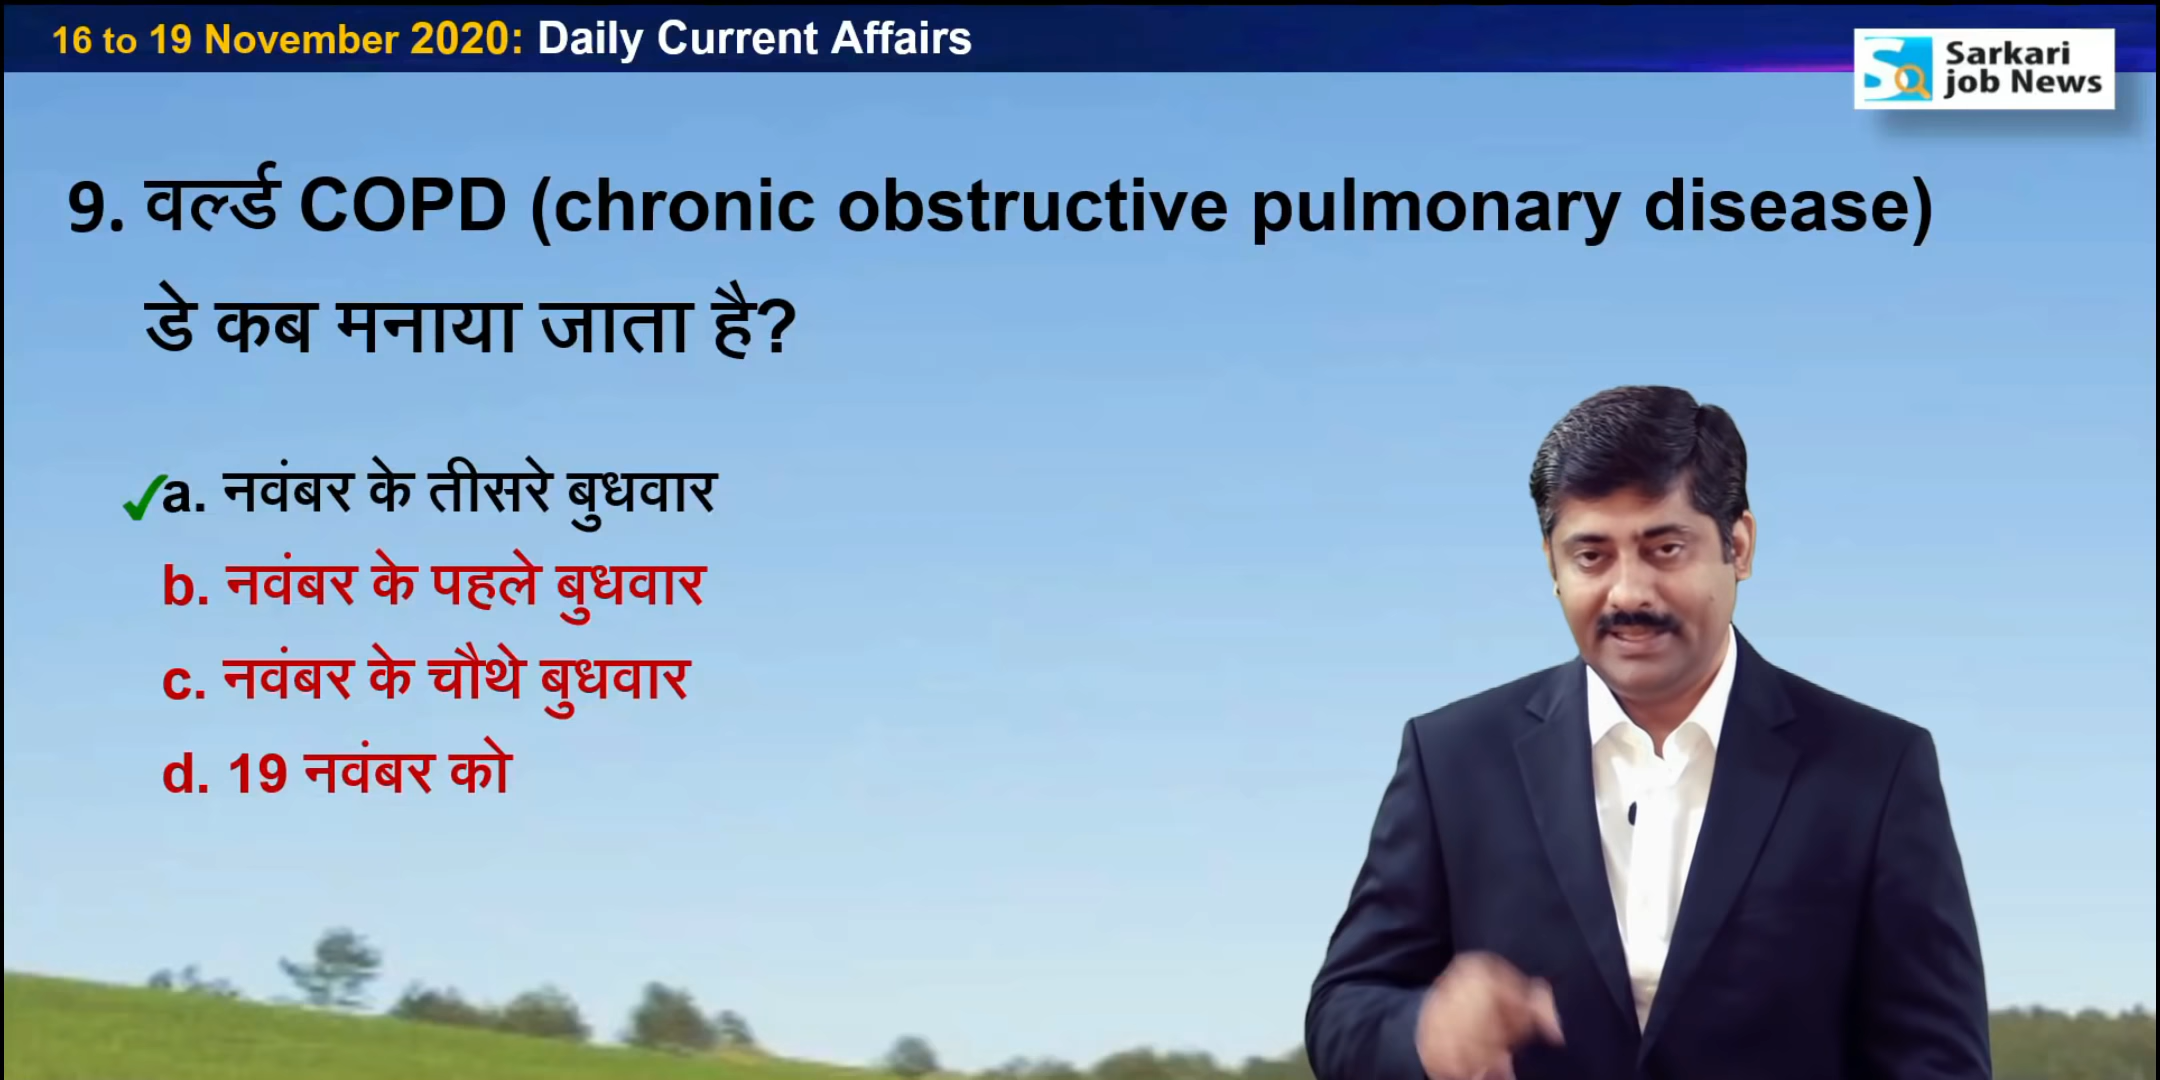 16 to 19 November 2020: Daily Current Affairs
Sarkari
job News
9. वर्ल्ड COPD (chronic obstructive pulmonary disease)
डे कब मनाया जाता है?
a. नवंबर के तीसरे बुधवार
b. नवंबर के पहले बुधवार
c. नवंबर के चौथे बुधवार
d. 19 नवंबर को